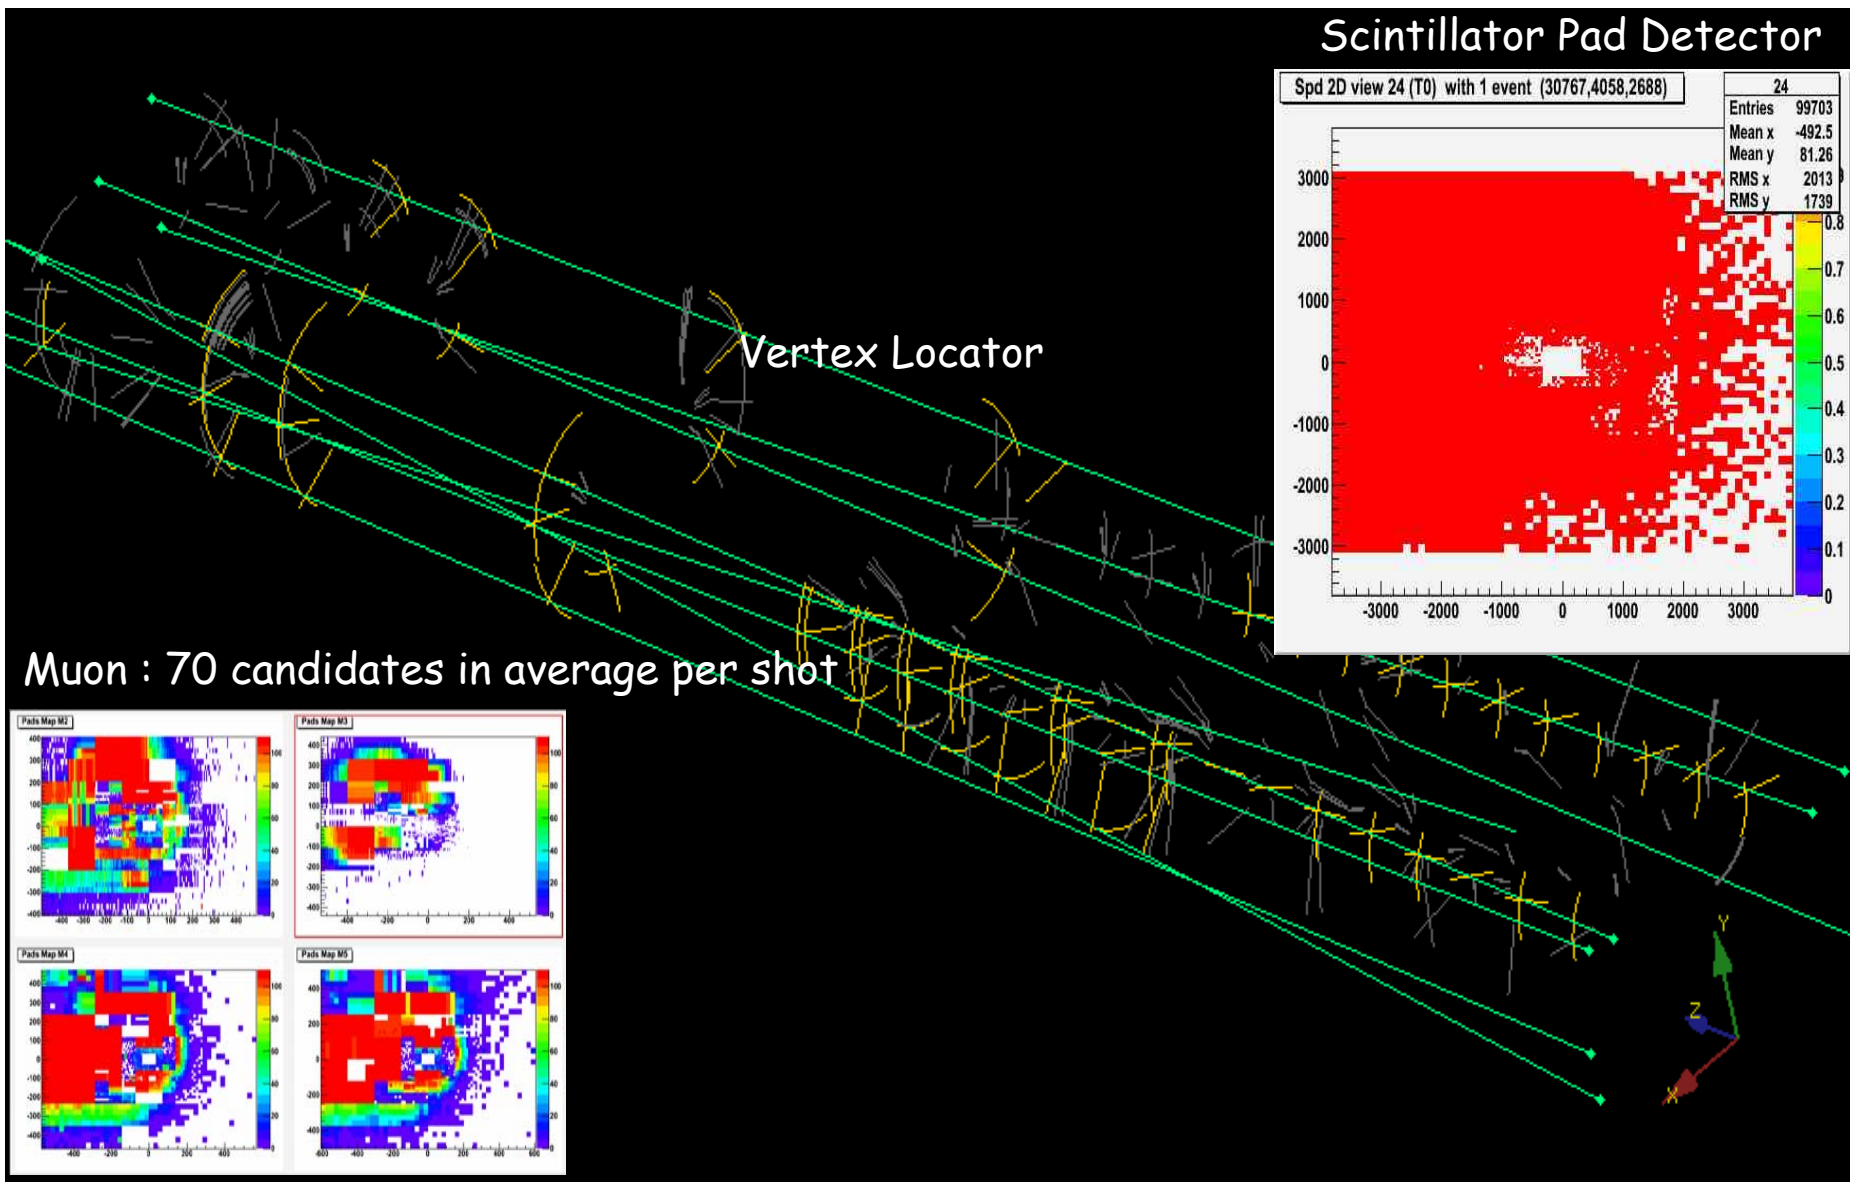 Scintillator Pad Detector
Spd 2D view 24 (T0) with 1 event (30767,4058,2688)
24
Entries 99703
Mean x -492.5
Mean y 81.26
RMS x 2013
RMS y 1739
3000
2000
1000
0
-1000
-2000
-3000
-3000 -2000 -1000 0 1000 2000 3000
0.8
0.7
0.6
0.5
0.4
0.3
0.2
0.1
0
Vertex Locator
Muon : 70 candidates in average per shot
Pads Map M2
Pads Map M3
Pads Map M4
Pads Map M5
Y
Z
X